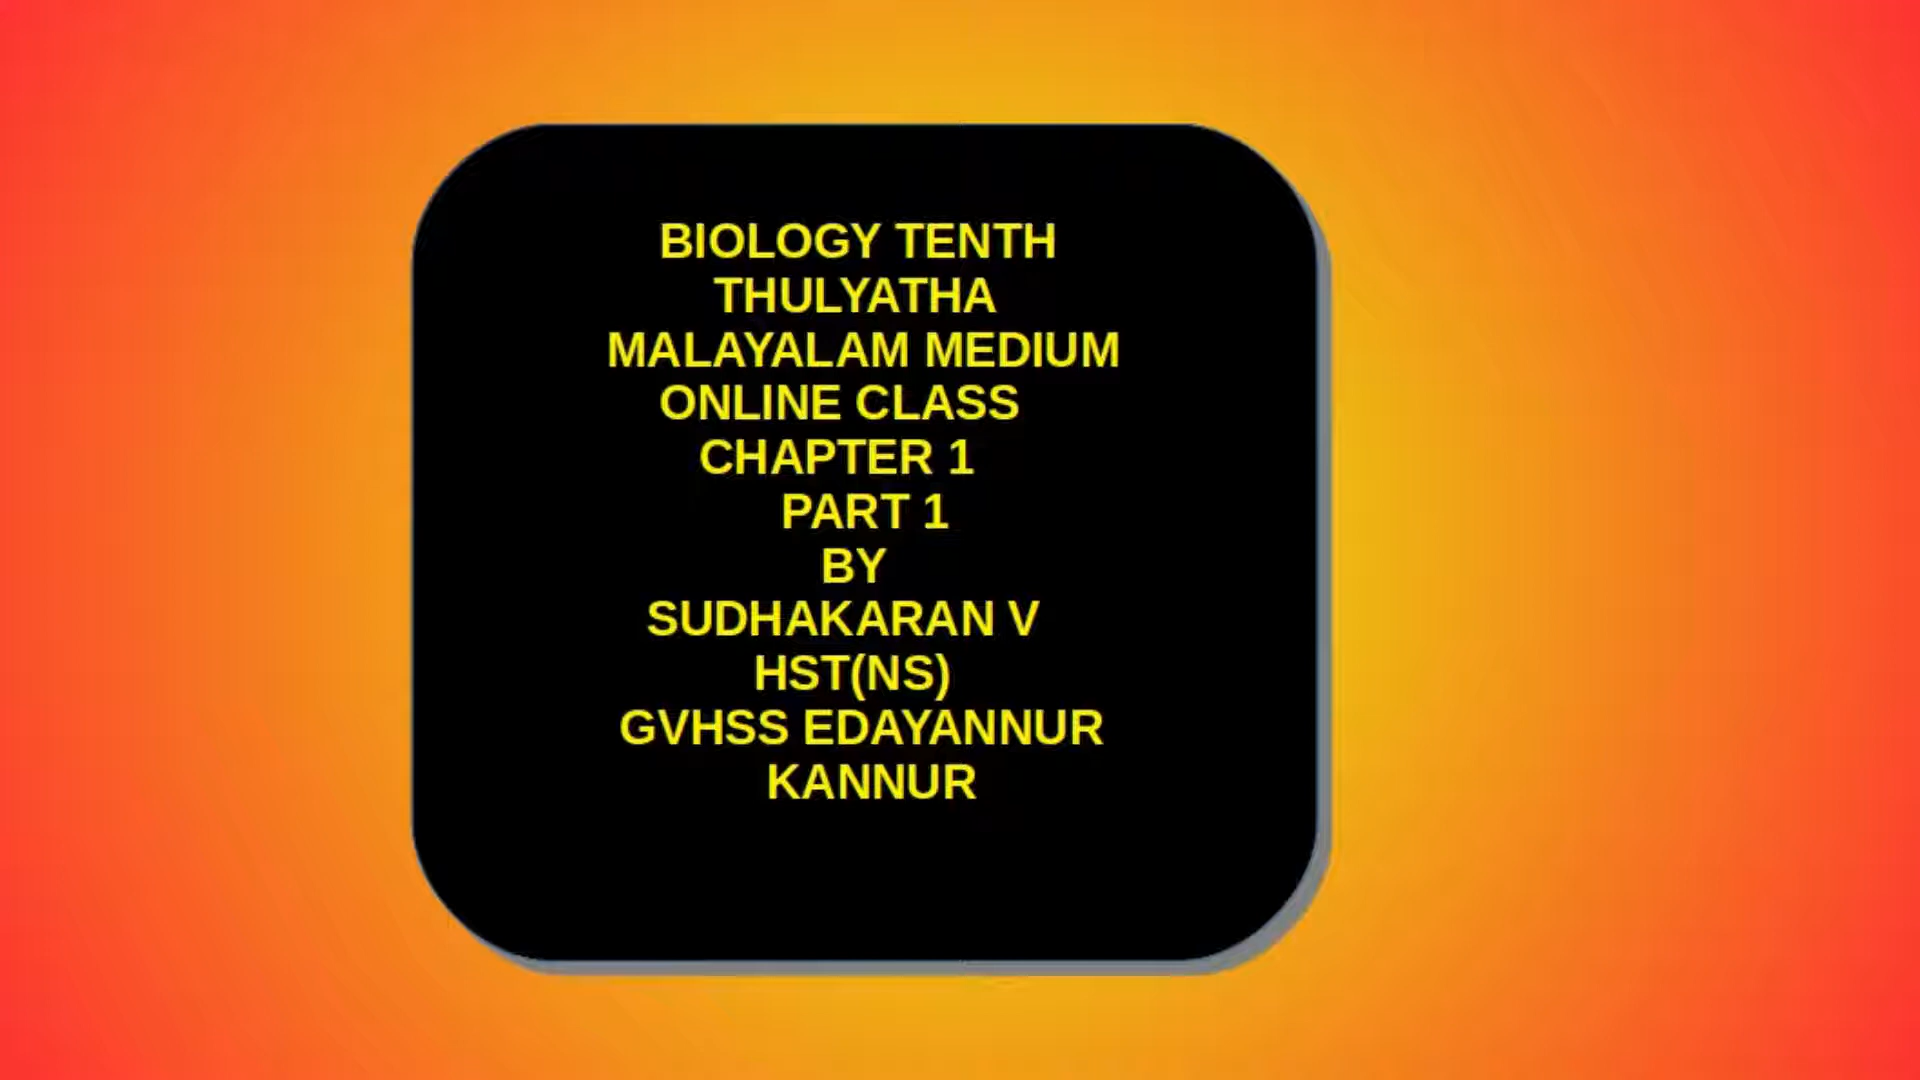 BIOLOGY TENTH
THULYATHA
MALAYALAM MEDIUM
ONLINE CLASS
CHAPTER 1
PART 1
BY
SUDHAKARAN V
HST(NS)
GVHSS EDAYANNUR
KANNUR